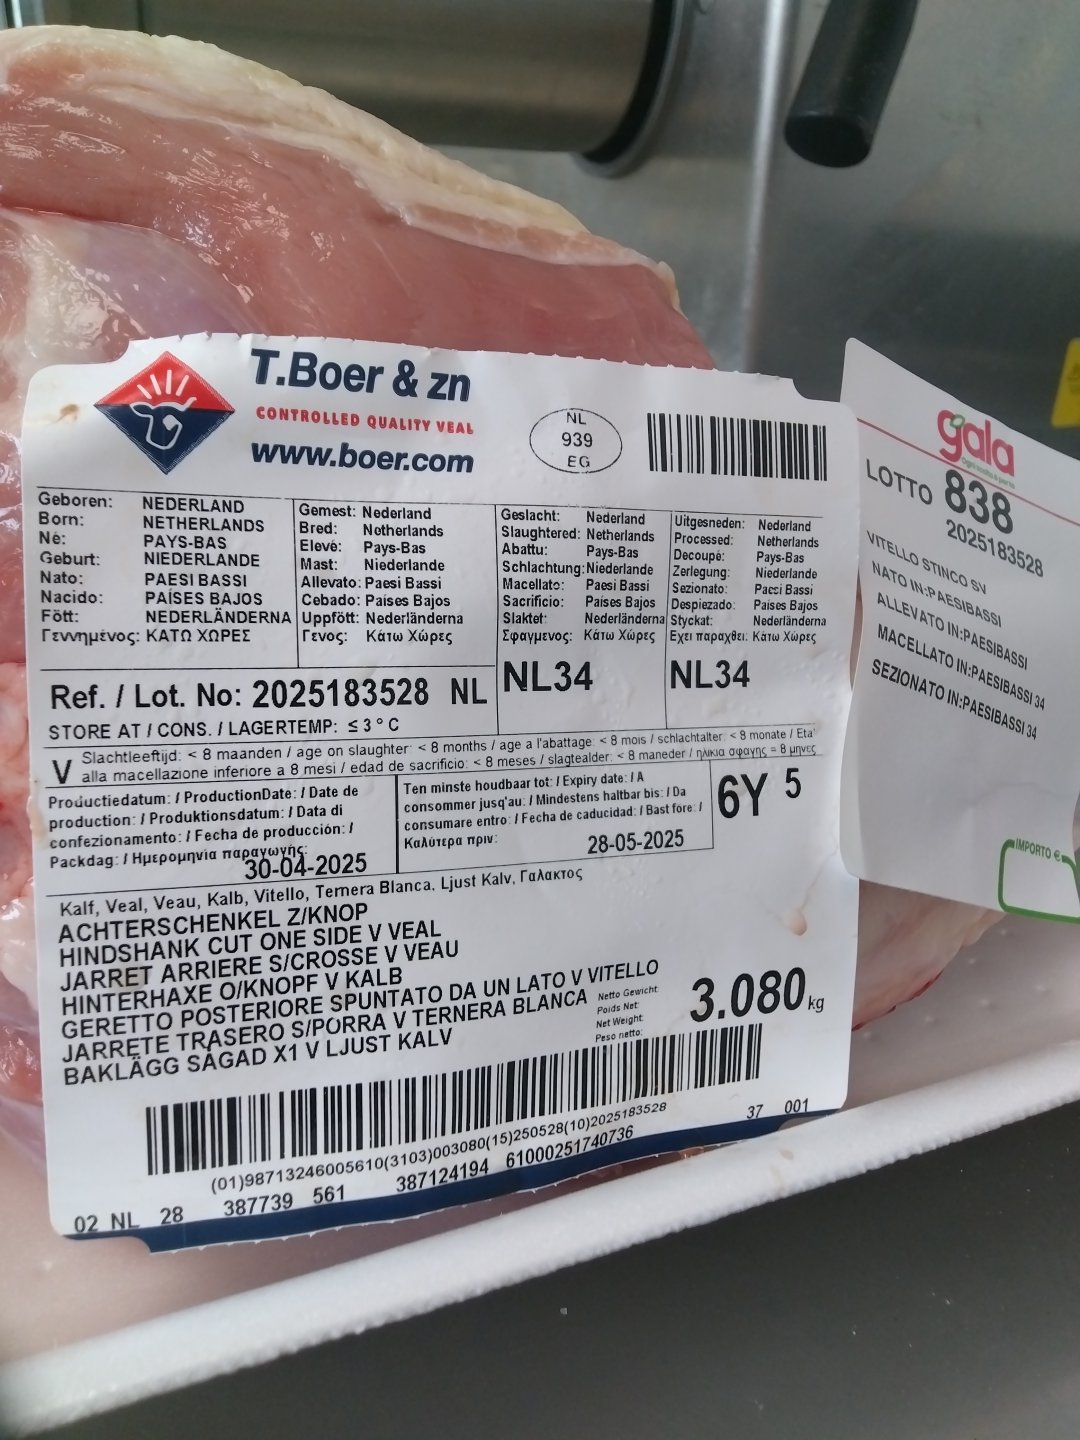 T.Boer & zn
CONTROLLED QUALITY VEAL
www.boer.com
NL
939
EG
Geboren: NEDERLAND
Born: NETHERLANDS
Nè: PAYS-BAS
Geburt: NIEDERLANDE
Nato: PAESI BASSI
Nacido: PAÍSES BAJOS
Fött: NEDERLÄNDERNA
Γεννημένος: ΚΑΤΩ ΧΩΡΕΣ
Gemest: Nederland
Bred: Netherlands
Elevé: Pays-Bas
Mast: Niederlande
Allevato: Paesi Bassi
Cebado: Países Bajos
Uppfött: Nederländerna
Γενος: Κάτω Χώρες
Geslacht: Nederland
Slaughtered: Netherlands
Abattu: Pays-Bas
Schlachtung: Niederlande
Macellato: Paesi Bassi
Sacrificio: Países Bajos
Slaktet: Nederländerna
Σφαγμενος: Κάτω Χώρες
NL34
Uitgesneden: Nederland
Processed: Netherlands
Decoupé: Pays-Bas
Zerlegung: Niederlande
Sezionato: Paesi Bassi
Despiezado: Países Bajos
Styckat: Nederländerna
Εχει παραχθει: Κάτω Χώρες
NL34
Ref. / Lot. No: 2025183528 NL
STORE AT / CONS. / LAGERTEMP: ≤ 3° C
V
Slachtleeftijd: < 8 maanden / age on slaughter: < 8 months / age a l'abattage: < 8 mois / schlachtalter: < 8 monate / Eta'
alla macellazione inferiore a 8 mesi / edad de sacrificio: < 8 meses / slagtealder: < 8 maneder / ηλικια σφαγης = 8 μηνες
Productiedatum: / ProductionDate: / Date de
production: / Produktionsdatum: / Data di
confezionamento: / Fecha de producción: /
Packdag: / Ημερομηνία παραγωγής:
30-04-2025
Ten minste houdbaar tot: / Expiry date: / A
consommer jusq'au: / Mindestens haltbar bis: / Da
consumare entro: / Fecha de caducidad: / Bast fore: /
Καλύτερα πριν:
28-05-2025
6Y 5
Kalf, Veal, Veau, Kalb, Vitello, Ternera Blanca, Ljust Kalv, Γαλακτος
ACHTERSCHENKEL Z/KNOP
HINDSHANK CUT ONE SIDE V VEAL
JARRET ARRIERE S/CROSSE V VEAU
HINTERHAXE O/KNOPF V KALB
GERETTO POSTERIORE SPUNTATO DA UN LATO V VITELLO
JARRETE TRASERO S/PORRA V TERNERA BLANCA
BAKLÄGG SÅGAD X1 V LJUST KALV
Netto Gewicht:
Poids Net:
Net Weight:
Peso netto:
3.080 kg
(01)98713246005610(3103)003080(15)250528(10)2025183528
37 001
02 NL 28 387739 561 387124194 61000251740736
gala
LOTTO 838
2025183528
VITELLO STINCO SV
NATO IN:PAESIBASSI
ALLEVATO IN:PAESIBASSI
MACELLATO IN:PAESIBASSI 34
SEZIONATO IN:PAESIBASSI 34
IMPORTO €